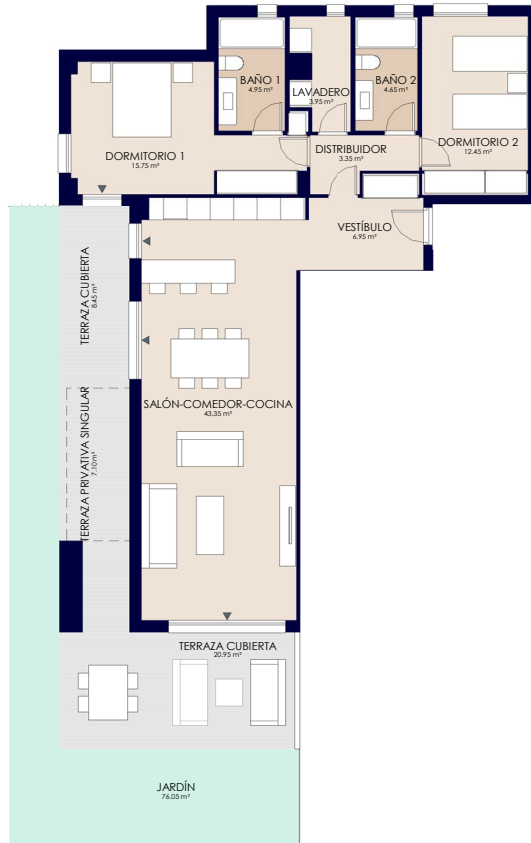 BAÑO 1
4.95 m²
LAVADERO
3.95 m²
BAÑO 2
4.65 m²
DORMITORIO 1
15.75 m²
DISTRIBUIDOR
3.35 m²
DORMITORIO 2
12.45 m²
VESTÍBULO
6.95 m²
TERRAZA CUBIERTA
8.45 m²
SALÓN-COMEDOR-COCINA
43.35 m²
TERRAZA PRIVATIVA SINGULAR
7.10 m²
TERRAZA CUBIERTA
20.95 m²
JARDÍN
76.05 m²